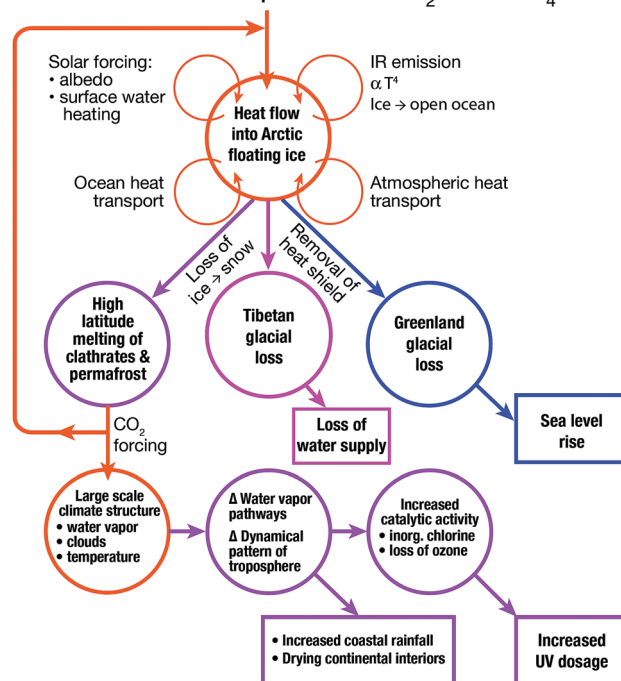 2
4
Solar forcing:
• albedo
• surface water
heating
IR emission
α T⁴
Ice → open ocean
Heat flow
into Arctic
floating ice
Ocean heat
transport
Atmospheric heat
transport
Loss of
ice → snow
Removal of
heat shield
High
latitude
melting of
clathrates &
permafrost
Tibetan
glacial
loss
Greenland
glacial
loss
CO₂
forcing
Loss of
water supply
Sea level
rise
Large scale
climate structure
• water vapor
• clouds
• temperature
Δ Water vapor
pathways
Δ Dynamical
pattern of
troposphere
Increased
catalytic activity
• inorg. chlorine
• loss of ozone
• Increased coastal rainfall
• Drying continental interiors
Increased
UV dosage